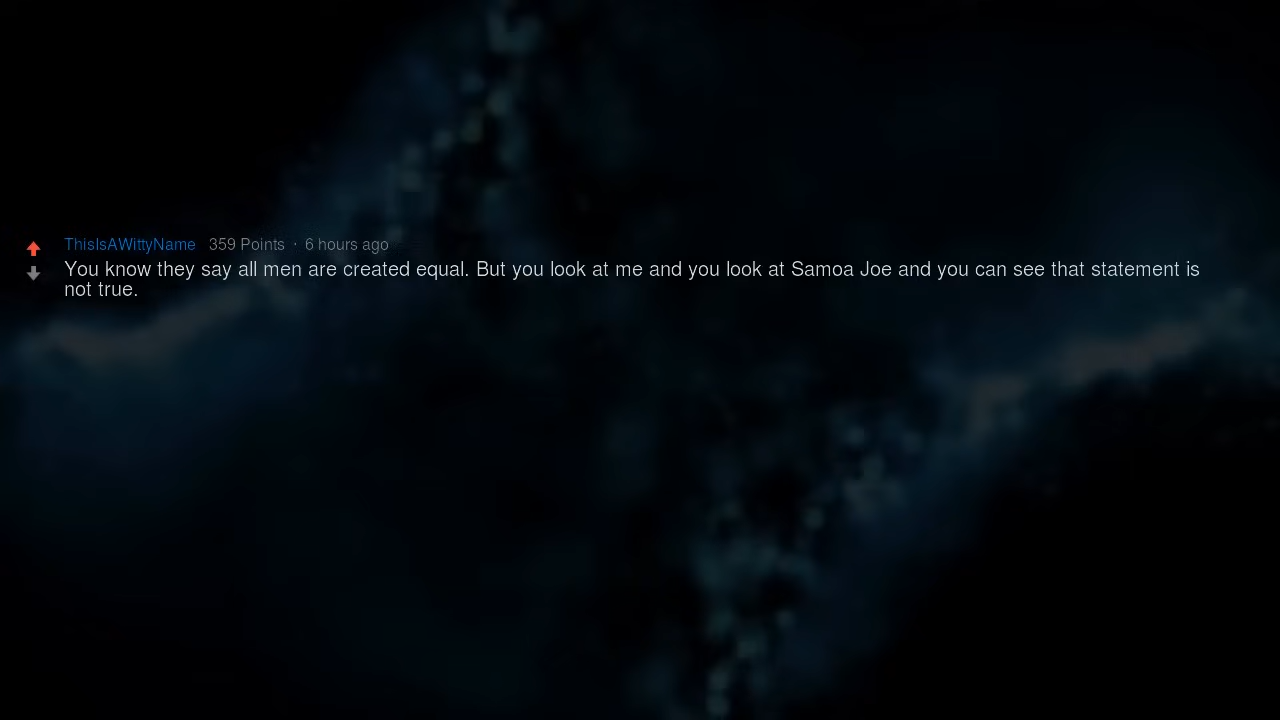 ThisIsAWittyName 359 Points · 6 hours ago
You know they say all men are created equal. But you look at me and you look at Samoa Joe and you can see that statement is
not true.